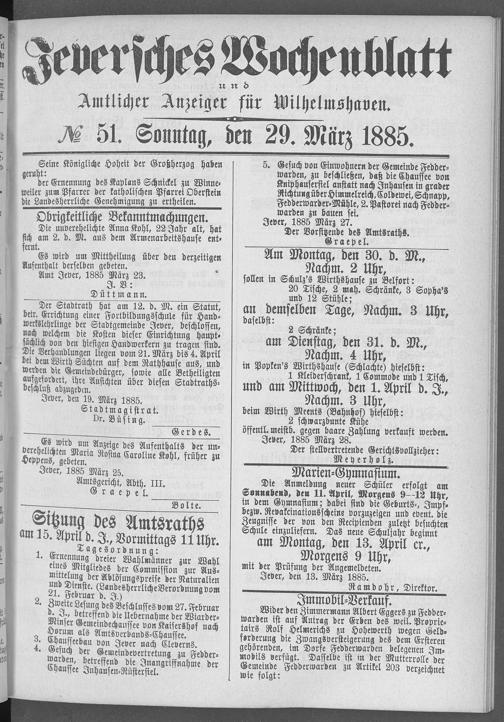 Jeversches Wochenblatt
und
Amtlicher Anzeiger für Wilhelmshaven.
№ 51. Sonntag, den 29. März 1885.
Seine Königliche Hoheit der Großherzog haben
geruht:
der Ernennung des Kaplans Schnickel zu Winne-
weiler zum Pfarrer der katholischen Pfarrei Oberstein
die Landesherrliche Genehmigung zu ertheilen.
Obrigkeitliche Bekanntmachungen.
Die unverehelichte Anna Kohl, 22 Jahr alt, hat
sich am 2. d. M. aus dem Armenarbeitshause ent-
fernt.
Es wird um Mittheilung über den derzeitigen
Aufenthalt derselben gebeten.
Amt Jever, 1885 März 23.
J. V:
Düttmann.
Der Stadtrath hat am 12. d. M. ein Statut,
betr. Errichtung einer Fortbildungsschule für Hand-
werkslehrlinge der Stadtgemeinde Jever, beschlossen,
nach welchem die Kosten dieser Einrichtung haupt-
sächlich von den hiesigen Handwerkern zu tragen sind.
Die Verhandlungen liegen vom 21. März bis 4. April
bei dem Wirth Süchten auf dem Rathhause aus, und
werden die Gemeindebürger, sowie alle Betheiligten
aufgefordert, ihre Ansichten über diesen Stadtraths-
beschluß abzugeben.
Jever, den 19. März 1885.
Stadtmagistrat.
Dr. Büsing.
Gerdes.
Es wird um Anzeige des Aufenthalts der un-
verehelichten Maria Rosina Caroline Kohl, früher zu
Heppens, gebeten.
Jever, 1885 März 25.
Amtsgericht, Abth. III.
Graepel.
Bolte.
Sitzung des Amtsraths
am 15. April d. J., Vormittags 11 Uhr.
Tagesordnung:
1. Ernennung dreier Wahlmänner zur Wahl
eines Mitgliedes der Commission zur Aus-
mittelung der Ablösungspreise der Naturalien
und Dienste. (Landesherrliche Verordnung vom
21. Februar d. J.)
2. Zweite Lesung des Beschlusses vom 27. Februar
d. J., betreffend die Uebernahme der Wiarder-
Minser Gemeindechaussee von Kaisershof nach
Horum als Amtsverbands-Chaussee.
3. Chausseebau von Jever nach Cleverns.
4. Gesuch der Gemeindevertretung zu Fedder-
warden, betreffend die Inangriffnahme der
Chaussee Inhausen-Rüstersiel.
5. Gesuch von Einwohnern der Gemeinde Fedder-
warden, zu beschließen, daß die Chaussee von
Kniphausersiel anstatt nach Inhausen in grader
Richtung über Himmelreich, Coldewei, Schnapp,
Fedderwarder-Mühle, 2. Pastorei nach Fedder-
warden zu bauen sei.
Jever, 1885 März 27.
Der Vorsitzende des Amtsraths.
Graepel.
Am Montag, den 30. d. M.,
Nachm. 2 Uhr,
sollen in Schulz's Wirthshause zu Belfort:
20 Tische, 2 mah. Schränke, 3 Sopha's
und 12 Stühle;
an demselben Tage, Nachm. 3 Uhr,
daselbst:
2 Schränke;
am Dienstag, den 31. d. M.,
Nachm. 4 Uhr,
in Popken's Wirthshause (Schlachte) hieselbst:
1 Kleiderschrank, 1 Commode und 1 Tisch,
und am Mittwoch, den 1. April d. J.,
Nachm. 3 Uhr,
beim Wirth Meents (Bahnhof) hieselbst:
2 schwarzbunte Kühe
öffentl. meistb. gegen baare Zahlung verkauft werden.
Jever, 1885 März 28.
Der stellvertretende Gerichtsvollzieher:
Meyerholz.
Marien-Gymnasium.
Die Anmeldung neuer Schüler erfolgt am
Sonnabend, den 11. April, Morgens 9—12 Uhr,
in dem Gymnasium; dabei sind die Geburts-, Impf-
bezw. Revakcinationsscheine vorzuzeigen und event. die
Zeugnisse der von den Recipienden zuletzt besuchten
Schule einzuliefern. Das neue Schuljahr beginnt
am Montag, den 13. April cr.,
Morgens 9 Uhr,
mit der Prüfung der Angemeldeten.
Jever, den 13. März 1885.
Ramdohr, Director.
Immobil-Verkauf.
Wider den Zimmermann Albert Eggers zu Fedder-
warden ist auf Antrag der Erben des weil. Proprie-
tairs Rolf Helmerichs zu Hohewerth wegen Geld-
forderung die Zwangsversteigerung des dem Ersteren
gehörenden, im Dorfe Fedderwarden belegenen Im-
mobils verfügt. Dasselbe ist in der Mutterrolle der
Gemeinde Fedderwarden zu Artikel 203 verzeichnet
wie folgt: